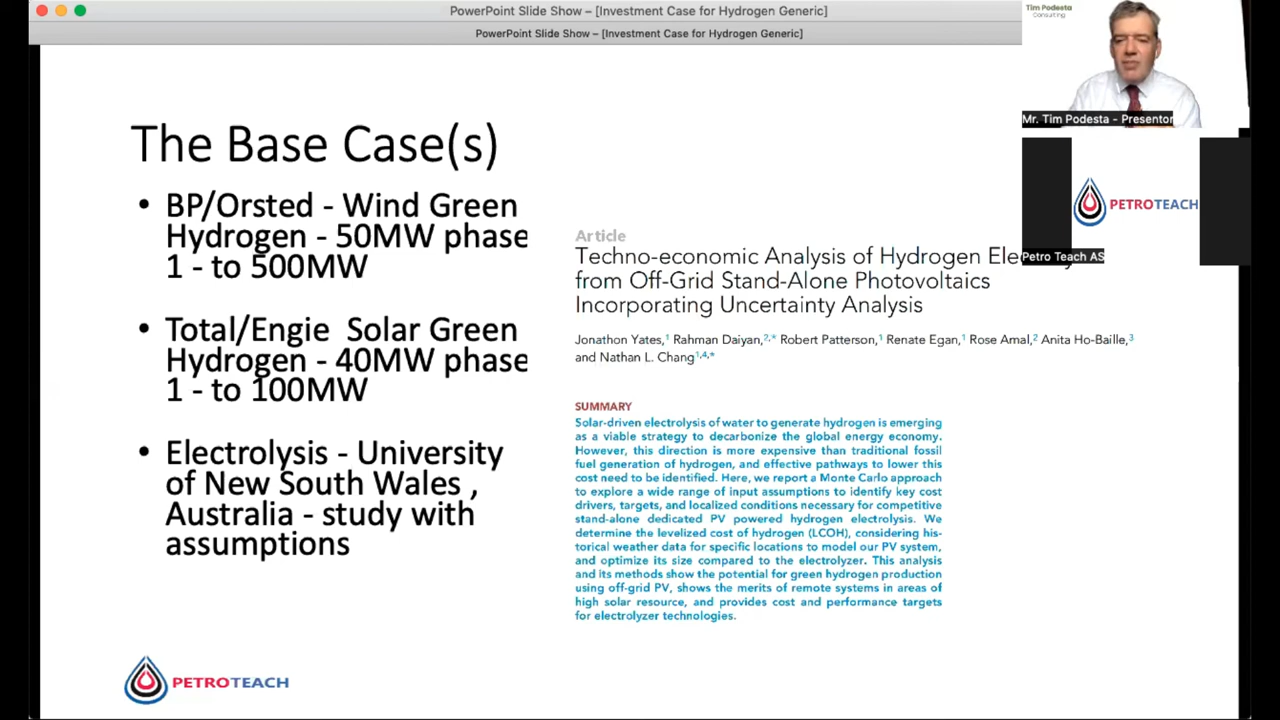 PowerPoint Slide Show – [Investment Case for Hydrogen Generic]
PowerPoint Slide Show – [Investment Case for Hydrogen Generic]
Tim Podesta
Consulting
Mr. Tim Podesta - Presentor
PETROTEACH
Petro Teach AS
The Base Case(s)
• BP/Orsted - Wind Green
Hydrogen - 50MW phase
1 - to 500MW
• Total/Engie Solar Green
Hydrogen - 40MW phase
1 - to 100MW
• Electrolysis - University
of New South Wales ,
Australia - study with
assumptions
Article
Techno-economic Analysis of Hydrogen
from Off-Grid Stand-Alone Photovoltaics
Incorporating Uncertainty Analysis
Jonathon Yates,1 Rahman Daiyan,2,* Robert Patterson,1 Renate Egan,1 Rose Amal,2 Anita Ho-Baille,3
and Nathan L. Chang1,4,*
SUMMARY
Solar-driven electrolysis of water to generate hydrogen is emerging
as a viable strategy to decarbonize the global energy economy.
However, this direction is more expensive than traditional fossil
fuel generation of hydrogen, and effective pathways to lower this
cost need to be identified. Here, we report a Monte Carlo approach
to explore a wide range of input assumptions to identify key cost
drivers, targets, and localized conditions necessary for competitive
stand-alone dedicated PV powered hydrogen electrolysis. We
determine the levelized cost of hydrogen (LCOH), considering his-
torical weather data for specific locations to model our PV system,
and optimize its size compared to the electrolyzer. This analysis
and its methods show the potential for green hydrogen production
using off-grid PV, shows the merits of remote systems in areas of
high solar resource, and provides cost and performance targets
for electrolyzer technologies.
PETROTEACH